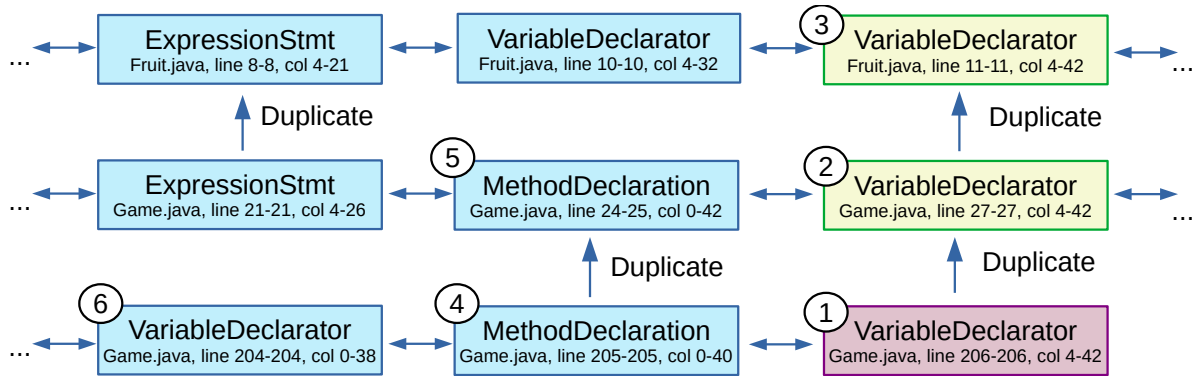 3
ExpressionStmt
Fruit.java, line 8-8, col 4-21
VariableDeclarator
Fruit.java, line 10-10, col 4-32
VariableDeclarator
Fruit.java, line 11-11, col 4-42
...
...
Duplicate
Duplicate
5
2
ExpressionStmt
Game.java, line 21-21, col 4-26
MethodDeclaration
Game.java, line 24-25, col 0-42
VariableDeclarator
Game.java, line 27-27, col 4-42
...
...
Duplicate
Duplicate
6
4
1
VariableDeclarator
Game.java, line 204-204, col 0-38
MethodDeclaration
Game.java, line 205-205, col 0-40
VariableDeclarator
Game.java, line 206-206, col 4-42
...